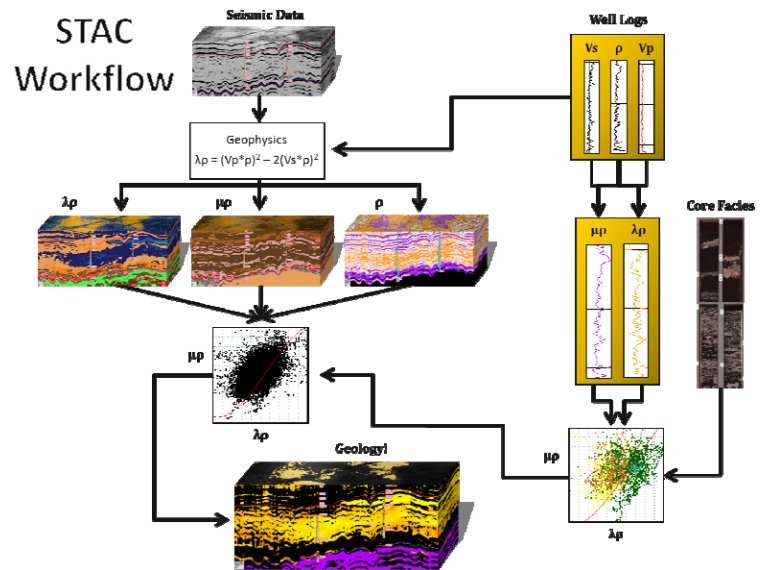 STAC
Workflow
Seismic Data
Well Logs
Vs ρ Vp
Geophysics
λρ = (Vp*ρ)² – 2(Vs*ρ)²
λρ μρ ρ
μρ λρ
Core Facies
μρ
λρ
μρ
λρ
Geology!